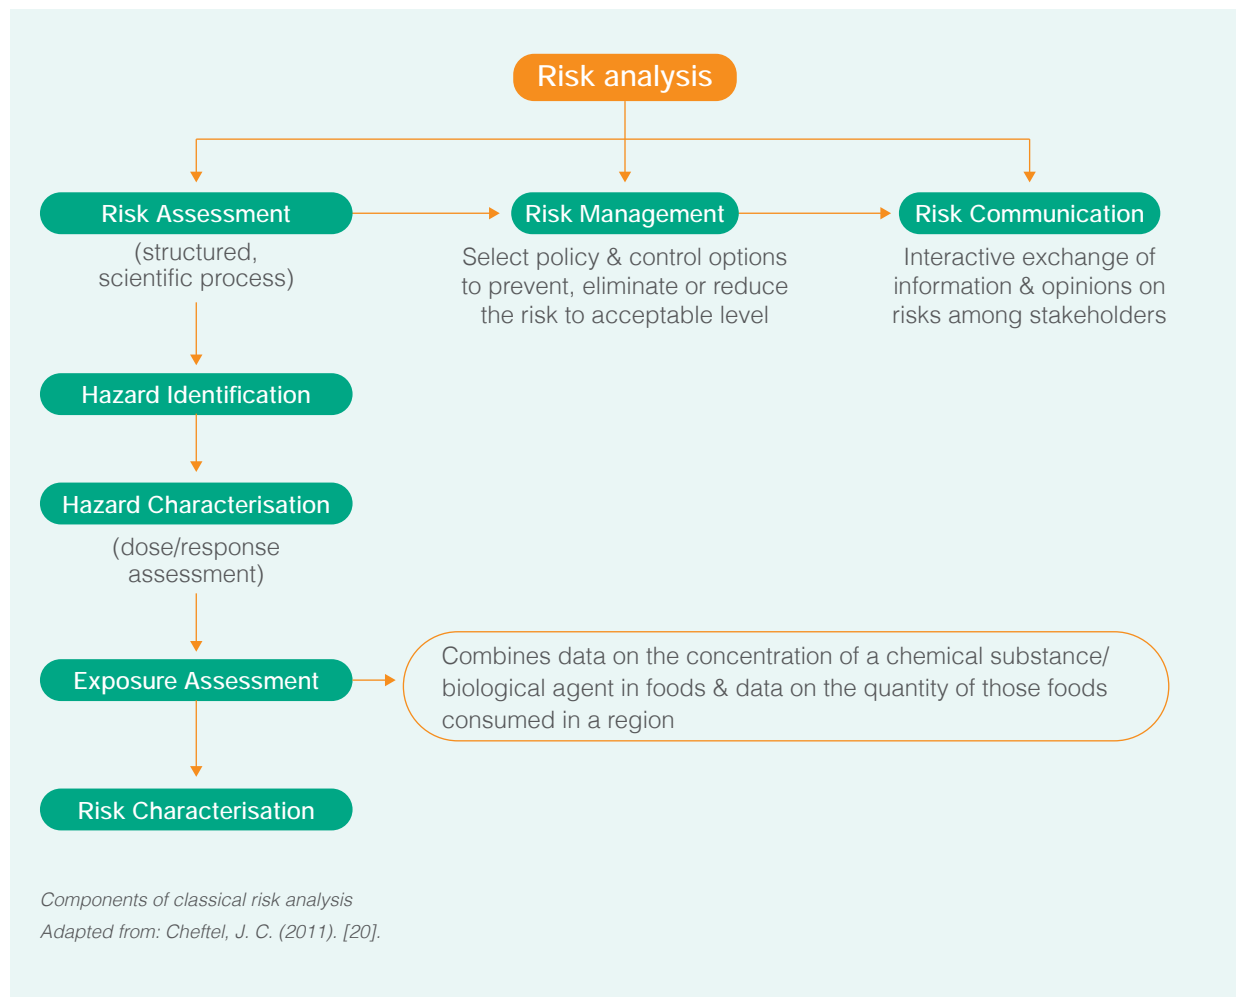 Risk analysis
Risk Assessment
(structured,
scientific process)
Risk Management
Select policy & control options
to prevent, eliminate or reduce
the risk to acceptable level
Risk Communication
Interactive exchange of
information & opinions on
risks among stakeholders
Hazard Identification
Hazard Characterisation
(dose/response
assessment)
Exposure Assessment
Combines data on the concentration of a chemical substance/
biological agent in foods & data on the quantity of those foods
consumed in a region
Risk Characterisation
Components of classical risk analysis
Adapted from: Cheftel, J. C. (2011). [20].